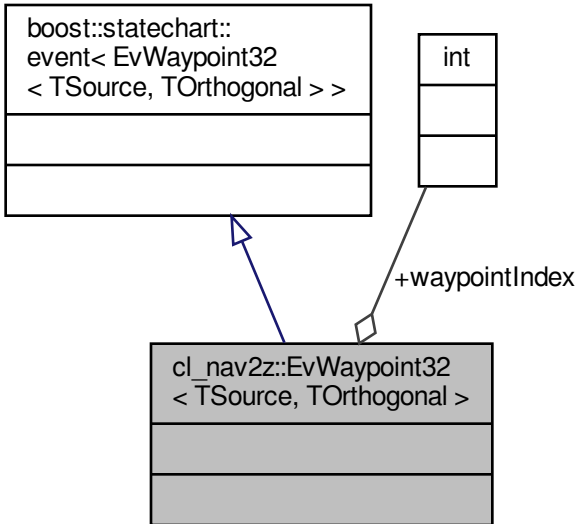 boost::statechart::
event< EvWaypoint32
< TSource, TOrthogonal > >
int
+waypointIndex
cl_nav2z::EvWaypoint32
< TSource, TOrthogonal >